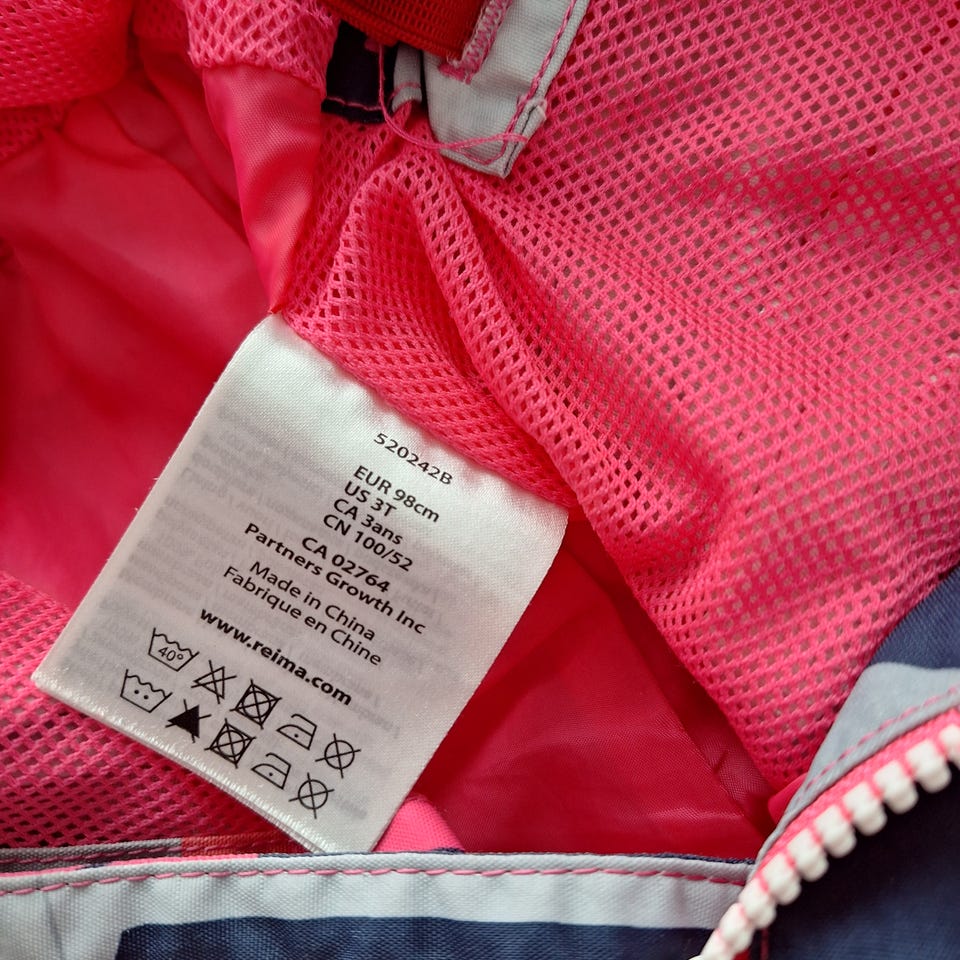 520242B
EUR 98cm
US 3T
CA 3ans
CN 100/52
CA 02764
Partners Growth Inc
Made in China
Fabrique en Chine
www.reima.com
40°